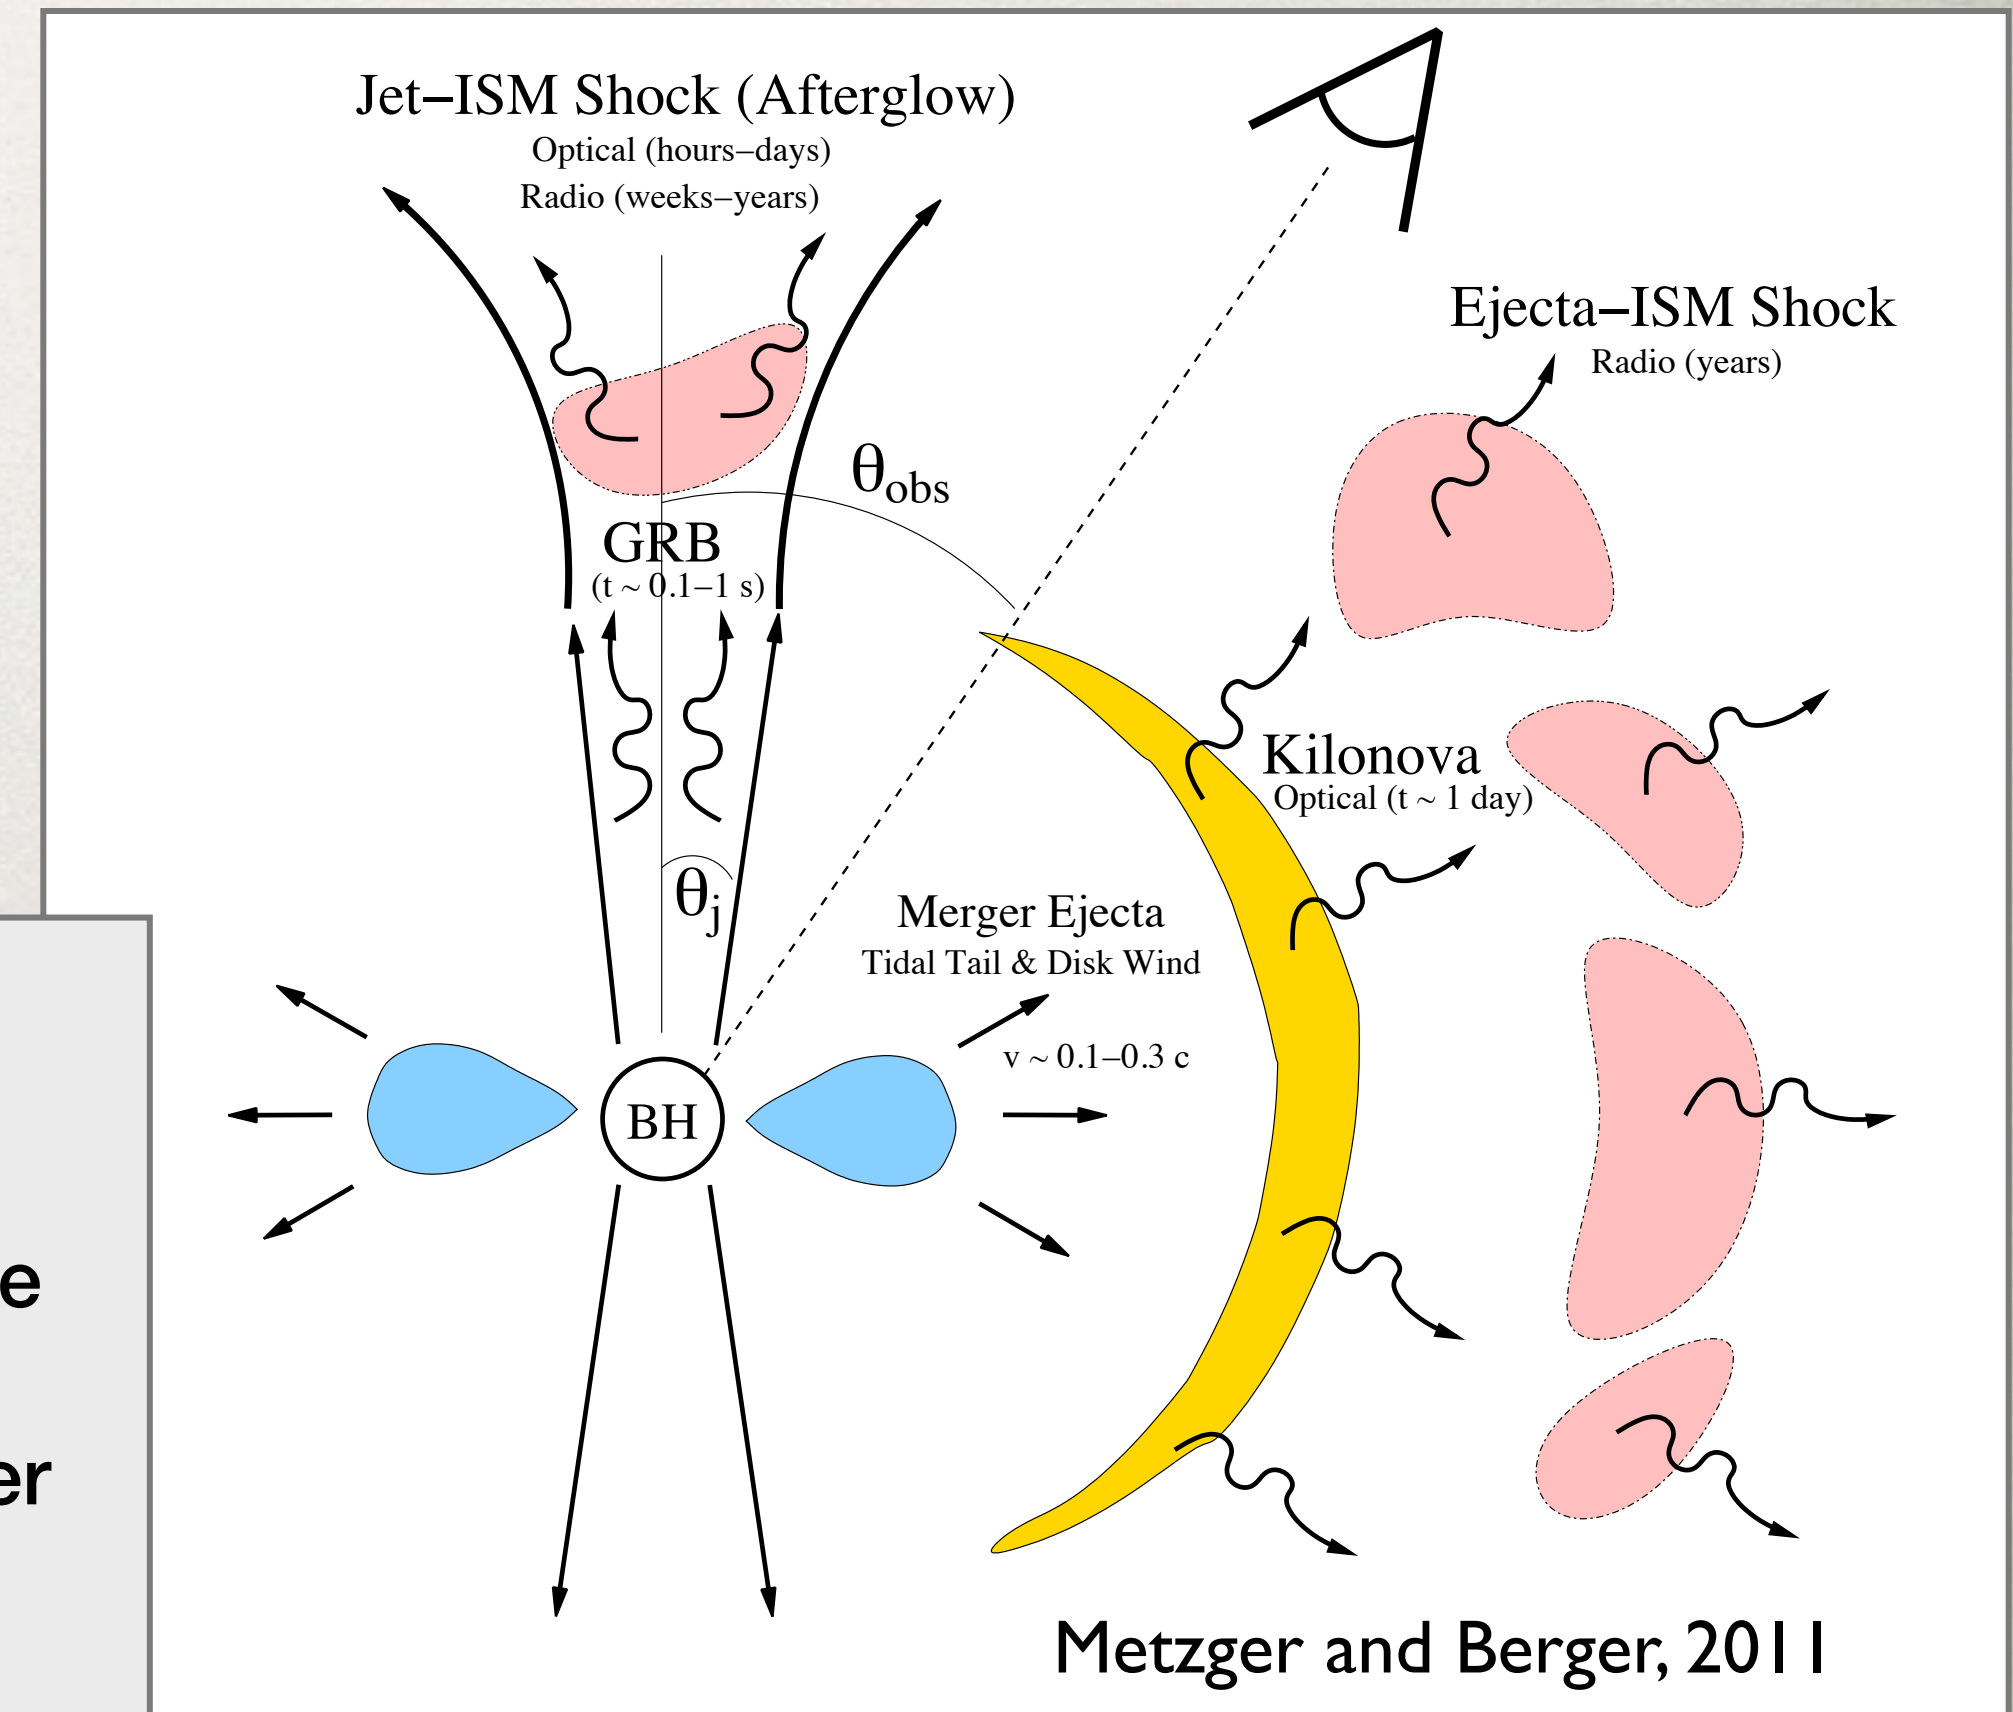 Jet–ISM Shock (Afterglow)
Optical (hours–days)
Radio (weeks–years)
Ejecta–ISM Shock
Radio (years)
θobs
GRB
(t ~ 0.1–1 s)
Kilonova
Optical (t ~ 1 day)
θj
Merger Ejecta
Tidal Tail & Disk Wind
v ~ 0.1–0.3 c
BH
e
er
Metzger and Berger, 2011